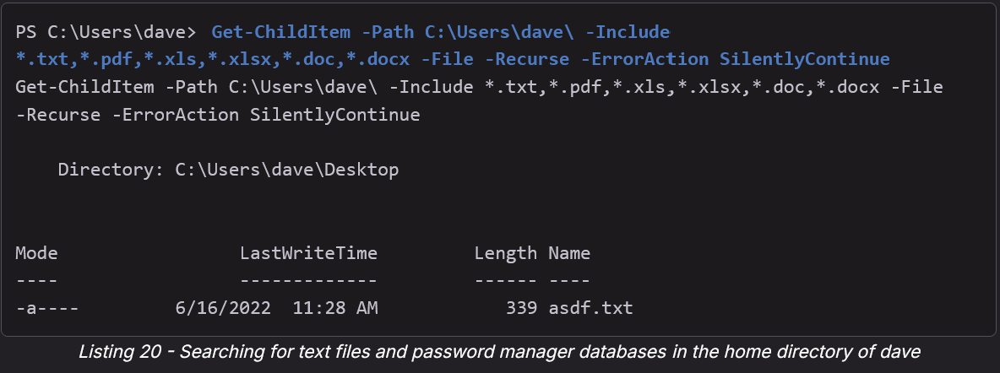 PS C:\Users\dave> Get-ChildItem -Path C:\Users\dave\ -Include
*.txt,*.pdf,*.xls,*.xlsx,*.doc,*.docx -File -Recurse -ErrorAction SilentlyContinue
Get-ChildItem -Path C:\Users\dave\ -Include *.txt,*.pdf,*.xls,*.xlsx,*.doc,*.docx -File
-Recurse -ErrorAction SilentlyContinue
Directory: C:\Users\dave\Desktop
Mode LastWriteTime Length Name
---- ------------- ------ ----
-a---- 6/16/2022 11:28 AM 339 asdf.txt
Listing 20 - Searching for text files and password manager databases in the home directory of dave